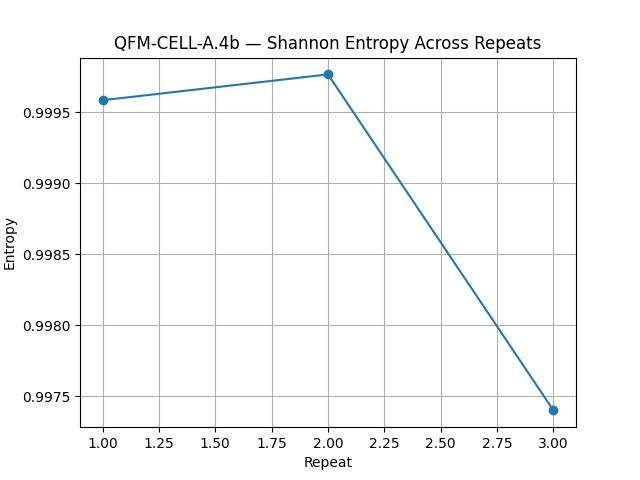 QFM-CELL-A.4b — Shannon Entropy Across Repeats
Entropy
0.9995
0.9990
0.9985
0.9980
0.9975
1.00 1.25 1.50 1.75 2.00 2.25 2.50 2.75 3.00
Repeat